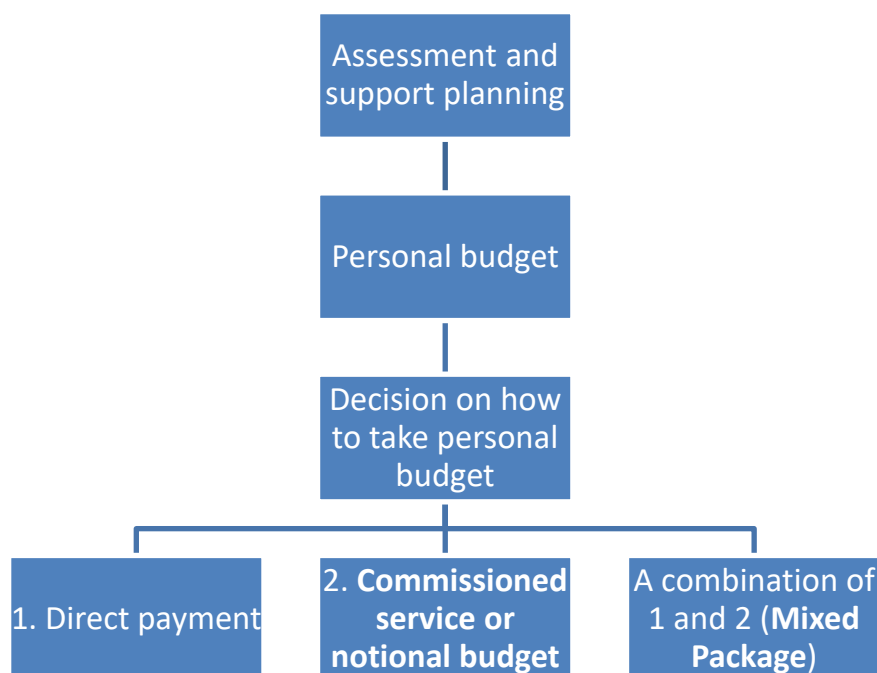 Assessment and
support planning
Personal budget
Decision on how
to take personal
budget
1. Direct payment
2. Commissioned
service or
notional budget
A combination of
1 and 2 (Mixed
Package)